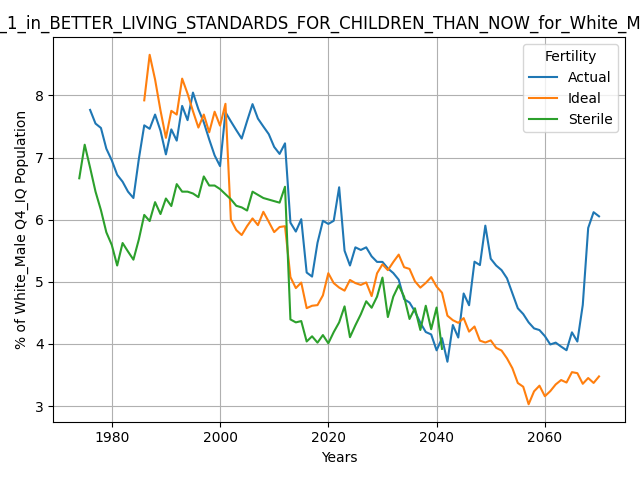 _1_in_BETTER_LIVING_STANDARDS_FOR_CHILDREN_THAN_NOW_for_White_M
% of White_Male Q4_IQ Population
8
7
6
5
4
3
Fertility
Actual
Ideal
Sterile
1980
2000
2020
2040
2060
Years